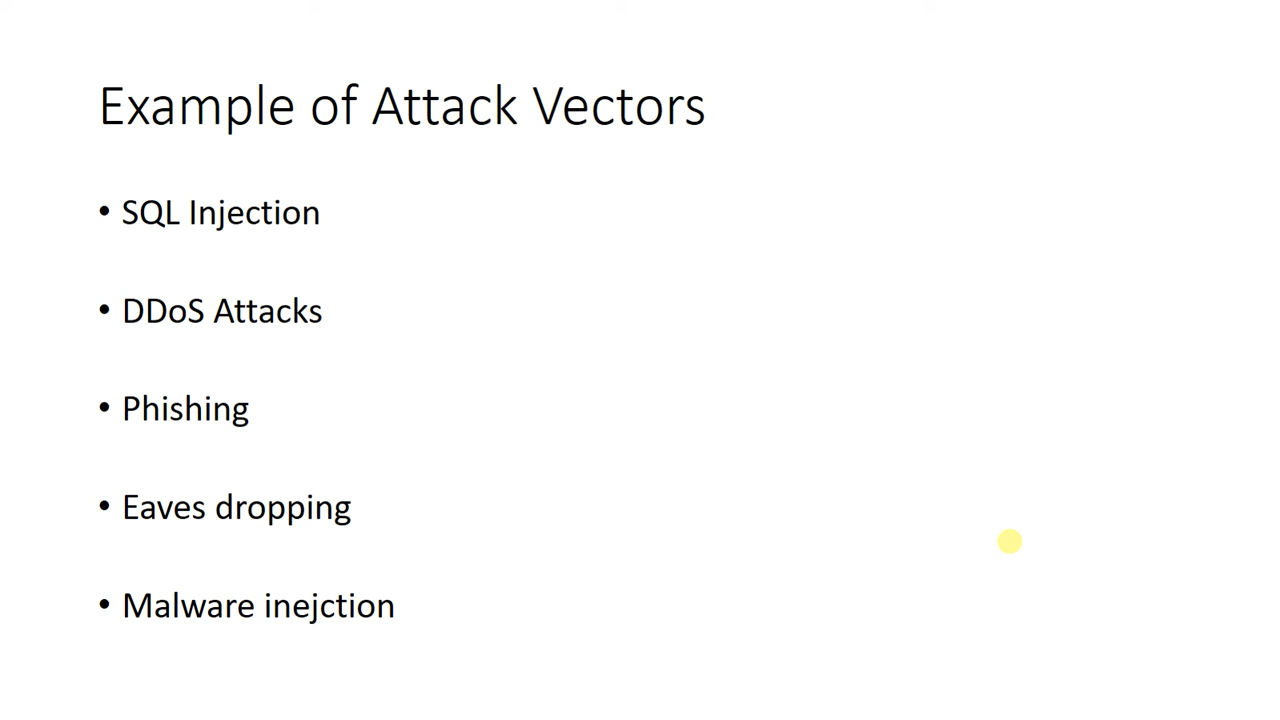 Example of Attack Vectors
• SQL Injection
• DDoS Attacks
• Phishing
• Eaves dropping
• Malware inejction